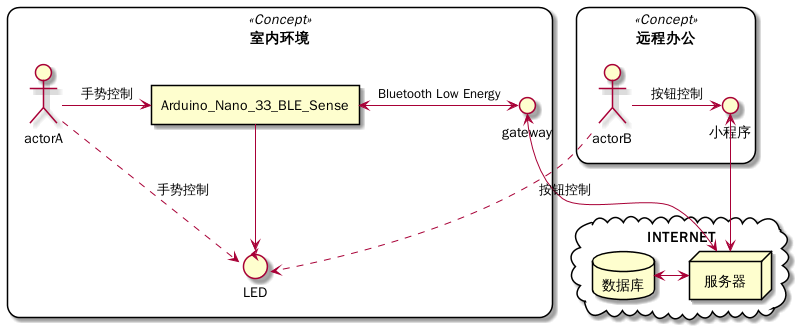 «Concept»
室内环境
actorA
手势控制
Arduino_Nano_33_BLE_Sense
Bluetooth Low Energy
gateway
手势控制
LED
«Concept»
远程办公
actorB
按钮控制
小程序
按钮控制
INTERNET
数据库
服务器